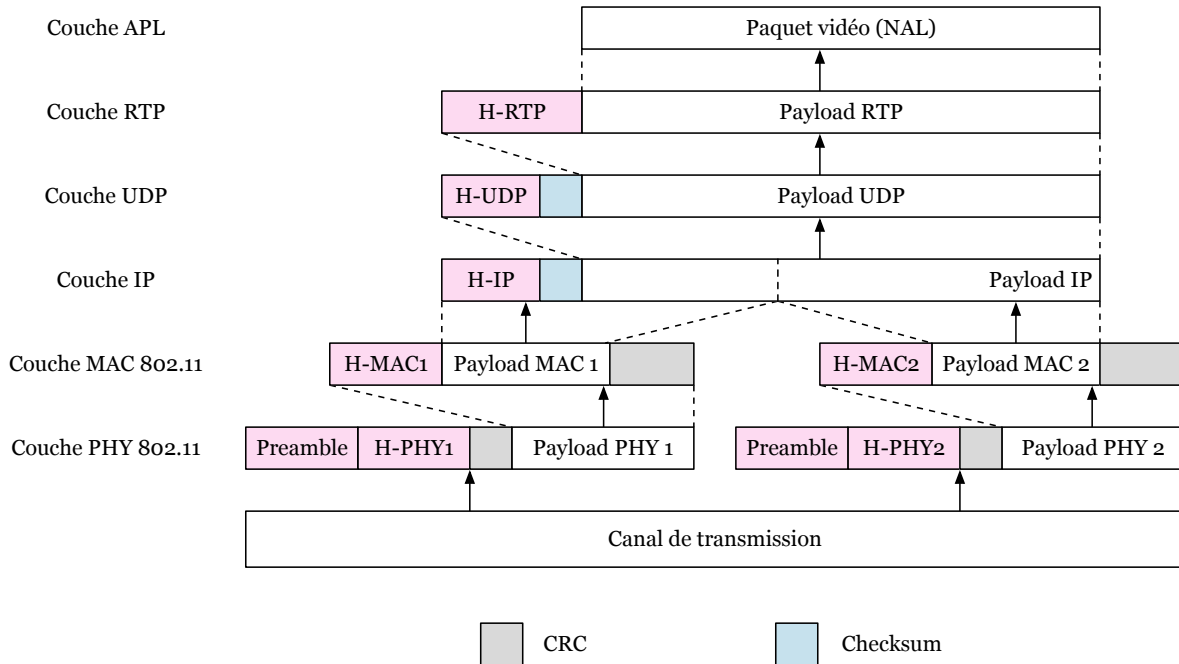 Couche APL
Paquet vidéo (NAL)
Couche RTP
H-RTP
Payload RTP
Couche UDP
H-UDP
Payload UDP
Couche IP
H-IP
Payload IP
Couche MAC 802.11
H-MAC1
Payload MAC 1
H-MAC2
Payload MAC 2
Couche PHY 802.11
Preamble
H-PHY1
Payload PHY 1
Preamble
H-PHY2
Payload PHY 2
Canal de transmission
CRC
Checksum